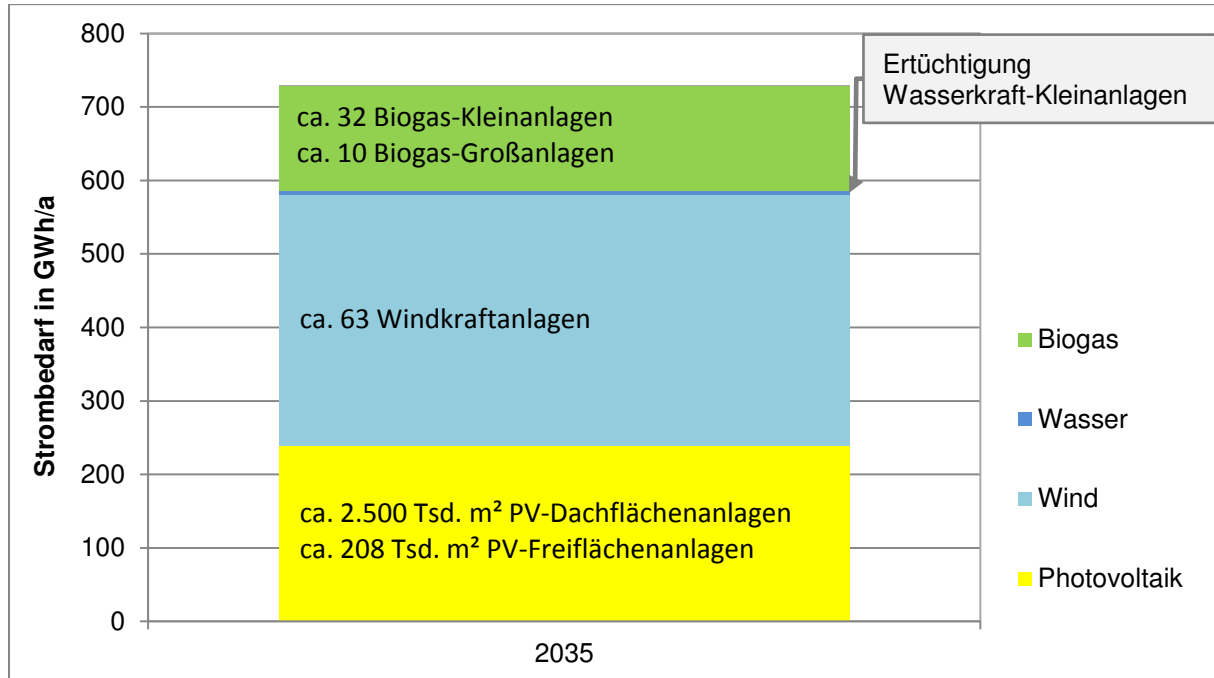 800
700
600
500
400
300
200
100
0
Strombedarf in GWh/a
Ertüchtigung
Wasserkraft-Kleinanlagen
ca. 32 Biogas-Kleinanlagen
ca. 10 Biogas-Großanlagen
ca. 63 Windkraftanlagen
ca. 2.500 Tsd. m² PV-Dachflächenanlagen
ca. 208 Tsd. m² PV-Freiflächenanlagen
2035
Biogas
Wasser
Wind
Photovoltaik